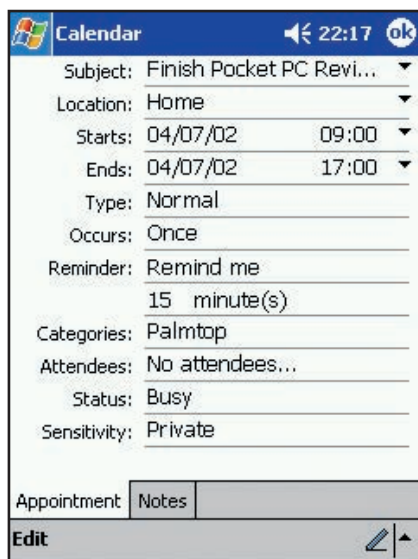 Calendar 22:17 ok
Subject: Finish Pocket PC Revi...
Location: Home
Starts: 04/07/02 09:00
Ends: 04/07/02 17:00
Type: Normal
Occurs: Once
Reminder: Remind me
15 minute(s)
Categories: Palmtop
Attendees: No attendees...
Status: Busy
Sensitivity: Private
Appointment Notes
Edit